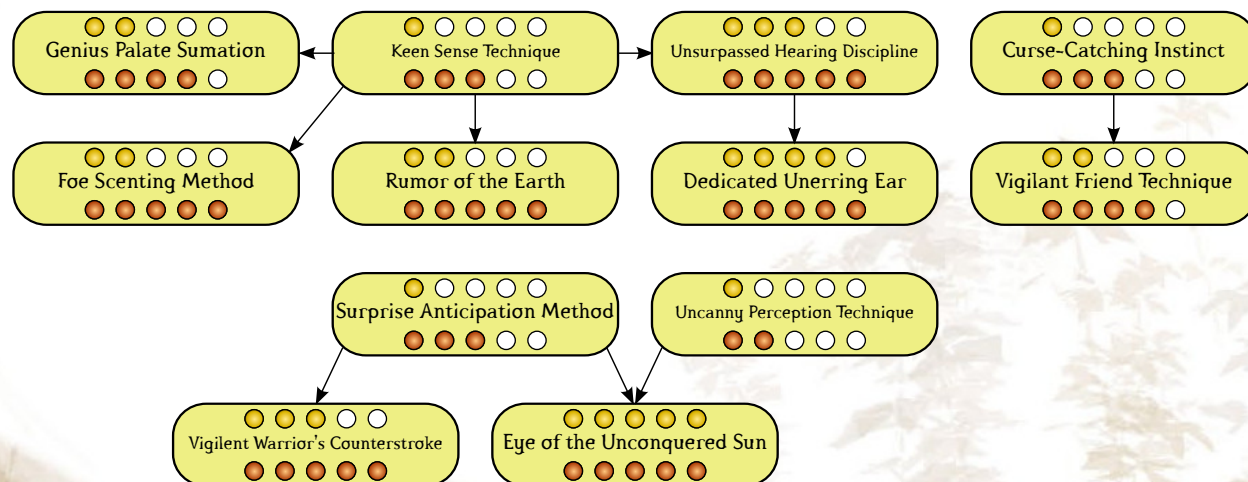 Genius Palate Sumation
Keen Sense Technique
Unsurpassed Hearing Discipline
Curse-Catching Instinct
Foe Scenting Method
Rumor of the Earth
Dedicated Unerring Ear
Vigilant Friend Technique
Surprise Anticipation Method
Uncanny Perception Technique
Vigilent Warrior's Counterstroke
Eye of the Unconquered Sun